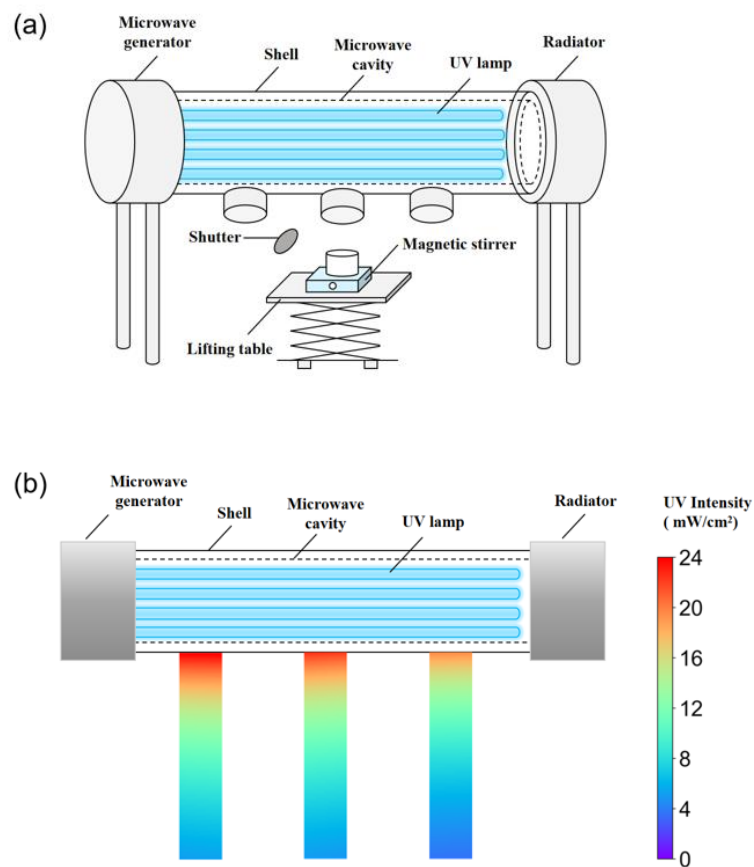 (a)
Microwave
generator
Shell
Microwave
cavity
UV lamp
Radiator
Shutter
Magnetic stirrer
Lifting table
(b)
Microwave
generator
Shell
Microwave
cavity
UV lamp
Radiator
UV Intensity
( mW/cm²)
24
20
16
12
8
4
0